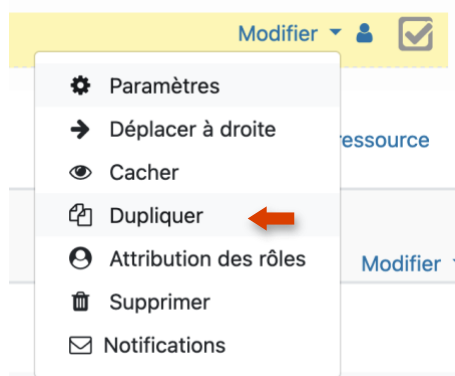 Modifier
Paramètres
Déplacer à droite
ressource
Cacher
Dupliquer
Attribution des rôles
Modifier
Supprimer
Notifications